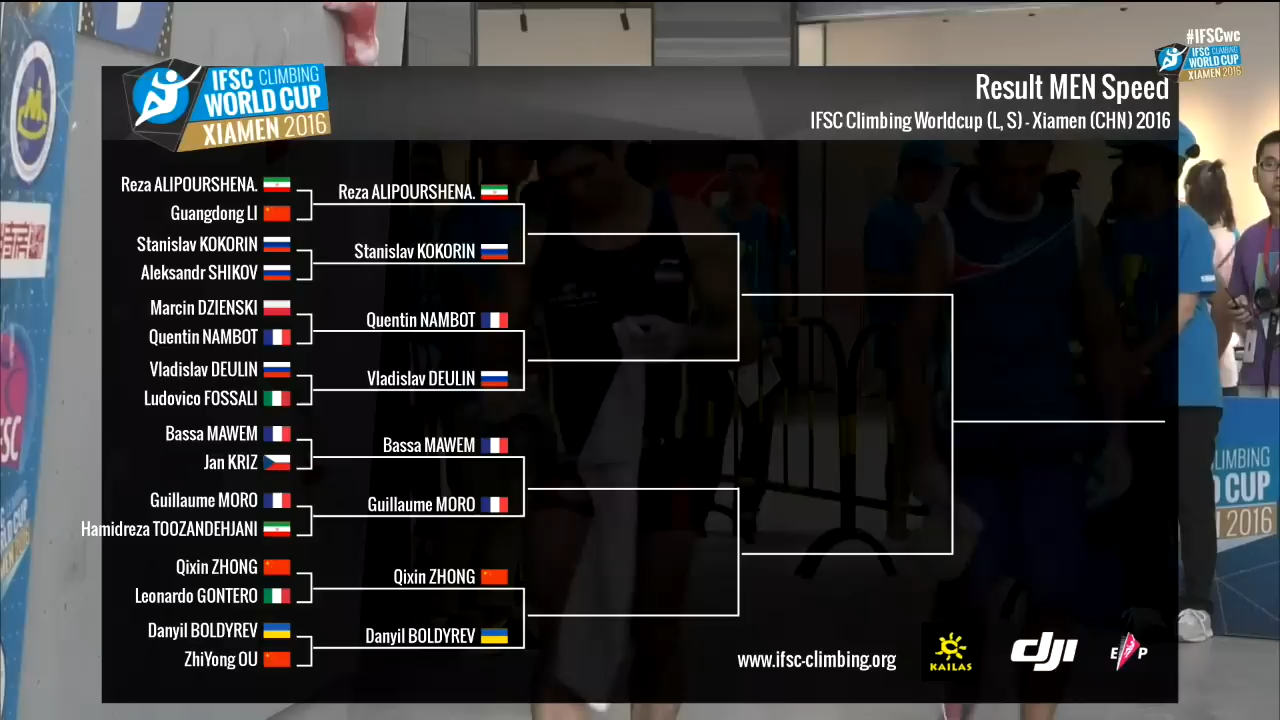 #IFSCwc
IFSC CLIMBING
WORLD CUP
XIAMEN 2016
IFSC CLIMBING
WORLD CUP
XIAMEN 2016
Result MEN Speed
IFSC Climbing Worldcup (L, S) - Xiamen (CHN) 2016
Reza ALIPOURSHENA.
Guangdong LI
Stanislav KOKORIN
Aleksandr SHIKOV
Marcin DZIENSKI
Quentin NAMBOT
Vladislav DEULIN
Ludovico FOSSALI
Bassa MAWEM
Jan KRIZ
Guillaume MORO
Hamidreza TOOZANDEHJANI
Qixin ZHONG
Leonardo GONTERO
Danyil BOLDYREV
ZhiYong OU
Reza ALIPOURSHENA.
Stanislav KOKORIN
Quentin NAMBOT
Vladislav DEULIN
Bassa MAWEM
Guillaume MORO
Qixin ZHONG
Danyil BOLDYREV
www.ifsc-climbing.org
KAILAS
dji
E P
LIMBING
CUP
2016